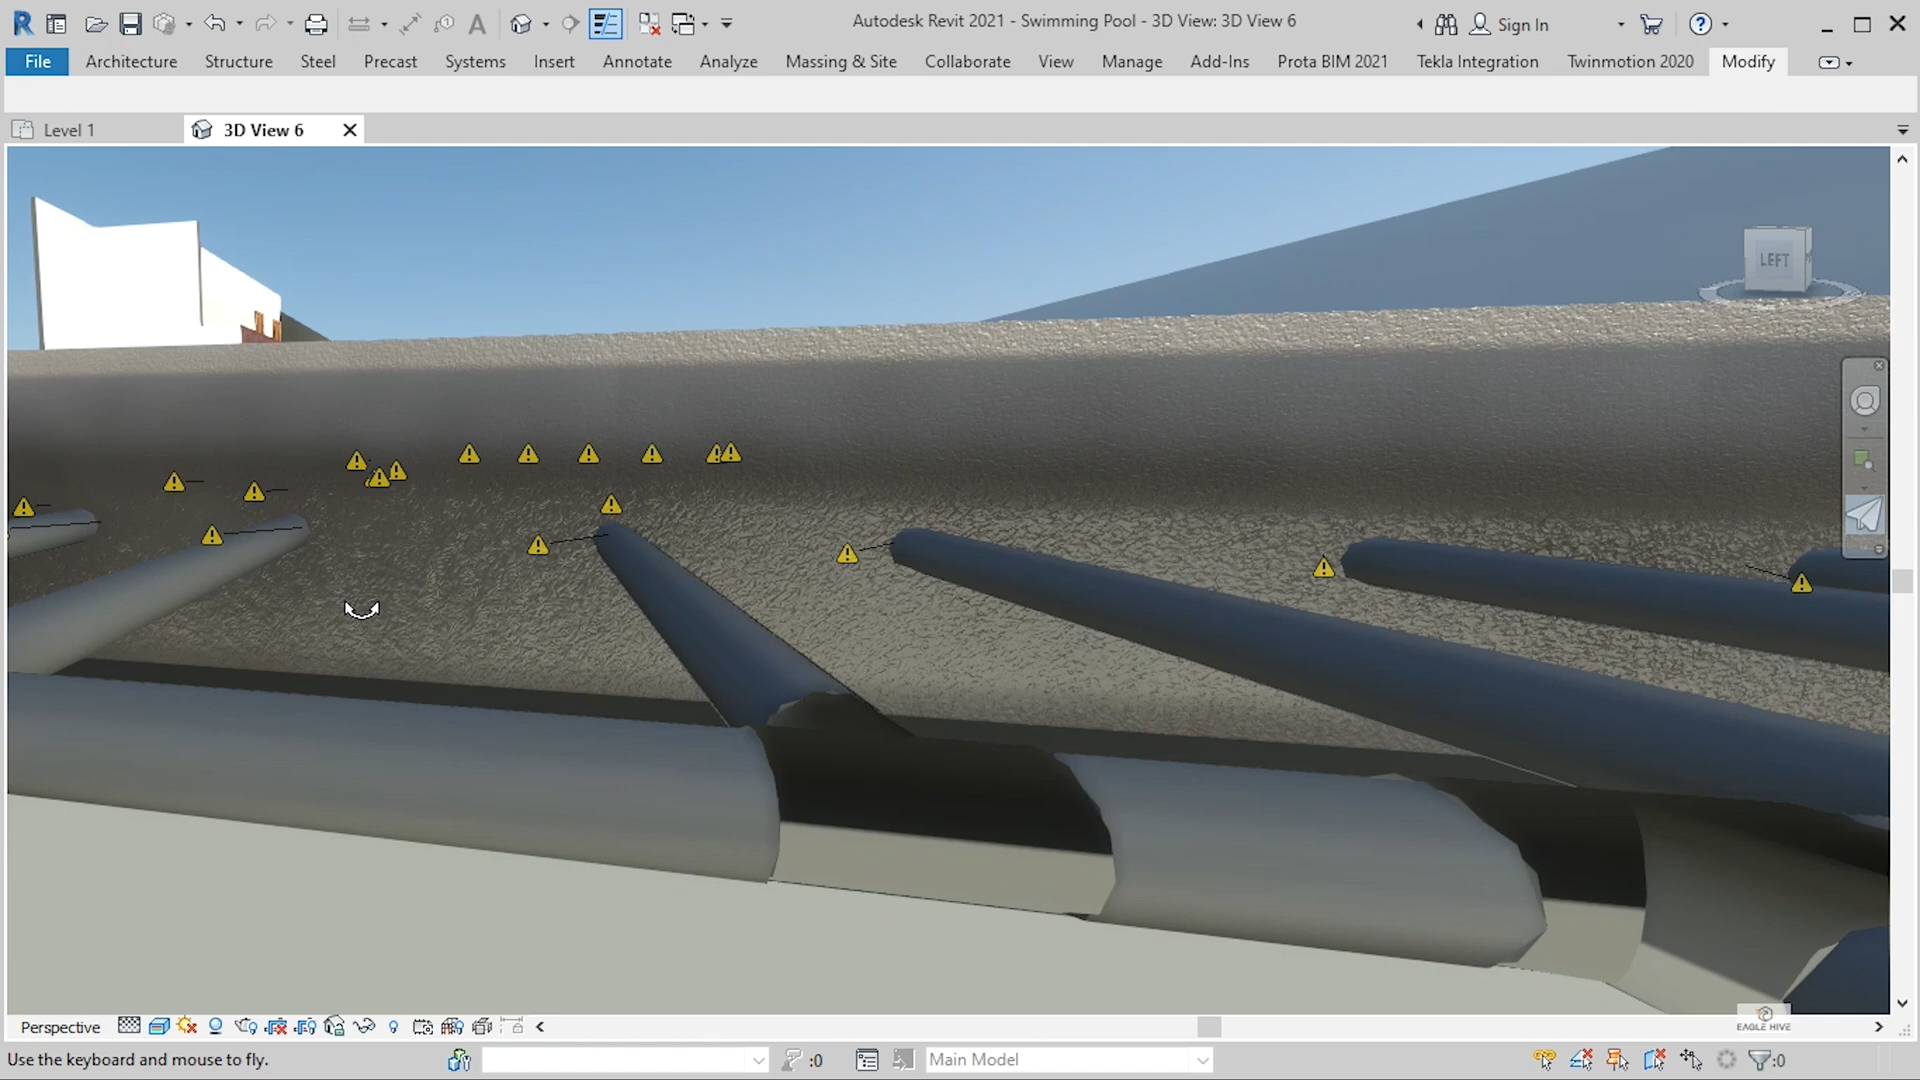 Autodesk Revit 2021 - Swimming Pool - 3D View: 3D View 6
Sign In
File Architecture Structure Steel Precast Systems Insert Annotate Analyze Massing & Site Collaborate View Manage Add-Ins Prota BIM 2021 Tekla Integration Twinmotion 2020 Modify
Level 1
3D View 6
LEFT
Perspective
EAGLE HIVE
Use the keyboard and mouse to fly.
:0
Main Model
:0